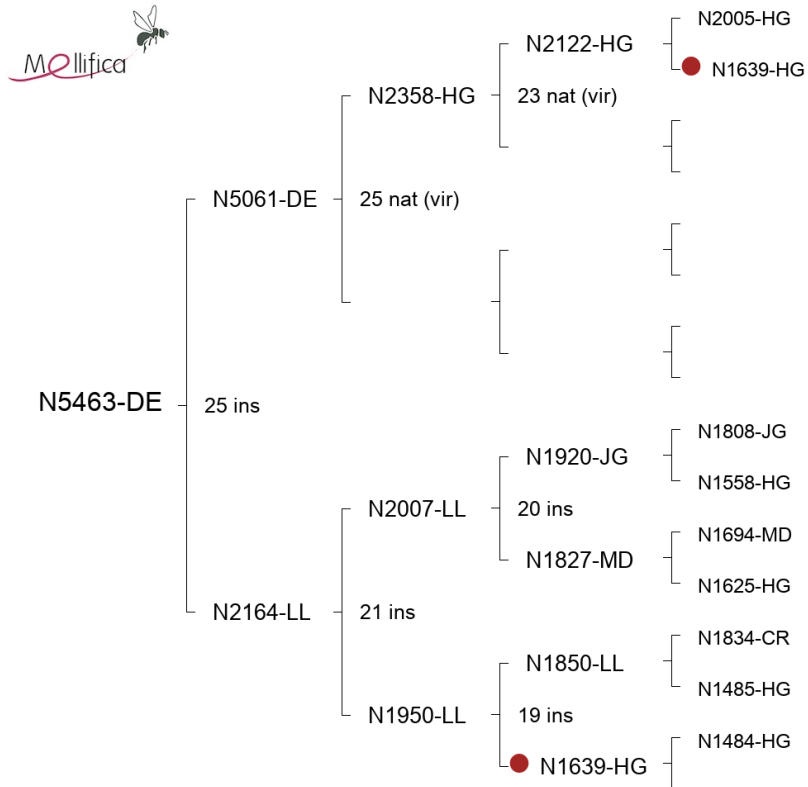 Mellifica
N2005-HG
N2122-HG
N1639-HG
N2358-HG
23 nat (vir)
N5061-DE
25 nat (vir)
N5463-DE
25 ins
N1808-JG
N1920-JG
N1558-HG
N2007-LL
20 ins
N1694-MD
N1827-MD
N1625-HG
N2164-LL
21 ins
N1834-CR
N1850-LL
N1485-HG
N1950-LL
19 ins
N1484-HG
N1639-HG